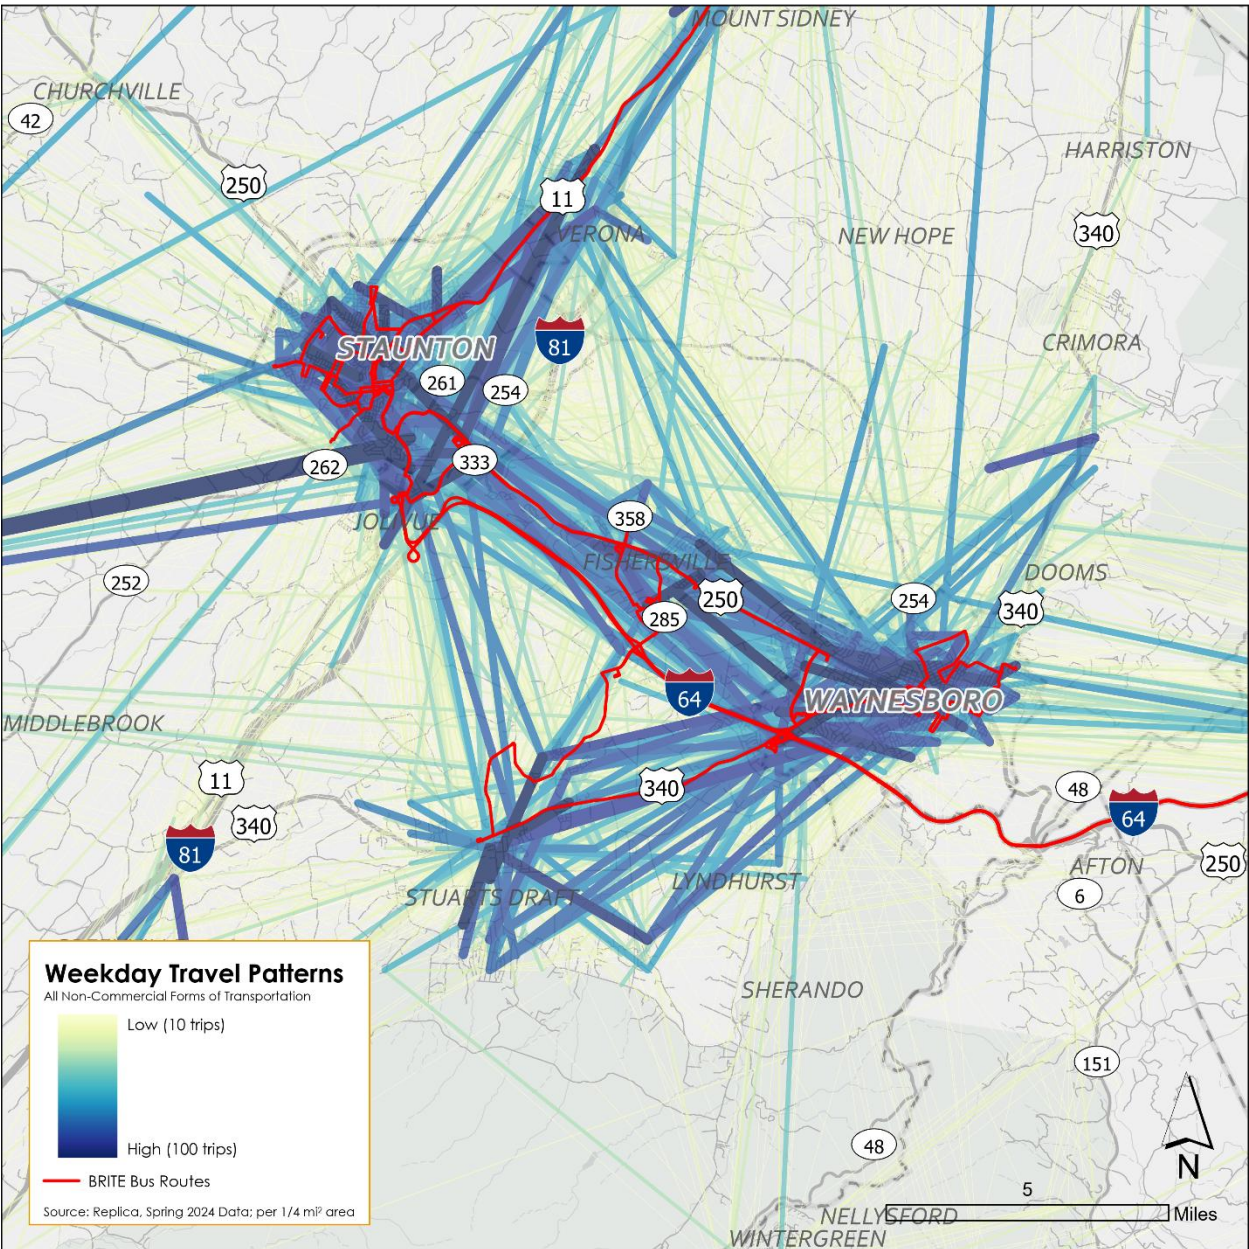 MOUNT SIDNEY
CHURCHVILLE
42
HARRISTON
250
11
VERONA
NEW HOPE
340
STAUNTON
81
CRIMORA
261
254
262
333
JOLIVUE
358
FISHERSVILLE
252
250
254
DOOMS
340
285
64
WAYNESBORO
MIDDLEBROOK
11
340
340
48
64
81
AFTON
250
STUARTS DRAFT
LYNDHURST
6
SHERANDO
151
48
N
5
Miles
NELLYSFORD
WINTERGREEN
Weekday Travel Patterns
All Non-Commercial Forms of Transportation
Low (10 trips)
High (100 trips)
BRITE Bus Routes
Source: Replica, Spring 2024 Data; per 1/4 mi² area